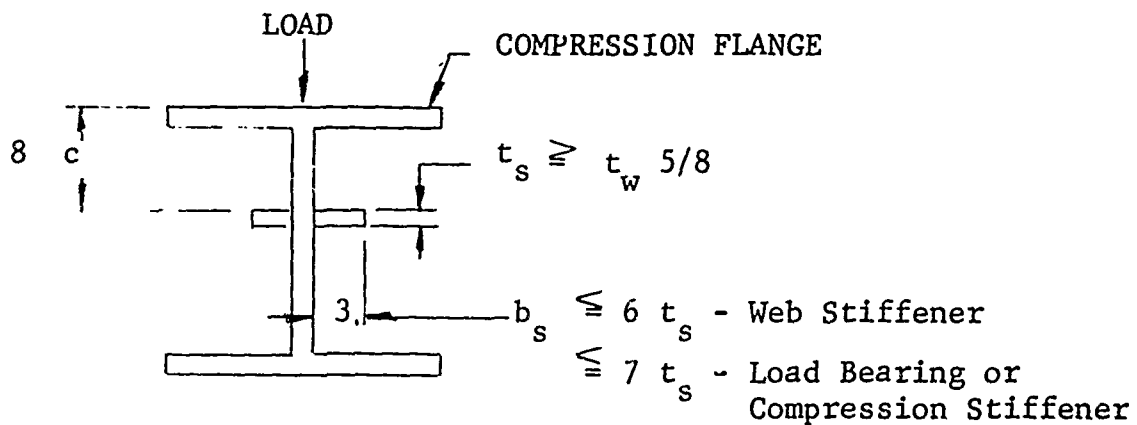 LOAD
COMPRESSION FLANGE
8 c
t_s ≧ t_w 5/8
3.
b_s ≦ 6 t_s - Web Stiffener
≦ 7 t_s - Load Bearing or
Compression Stiffener